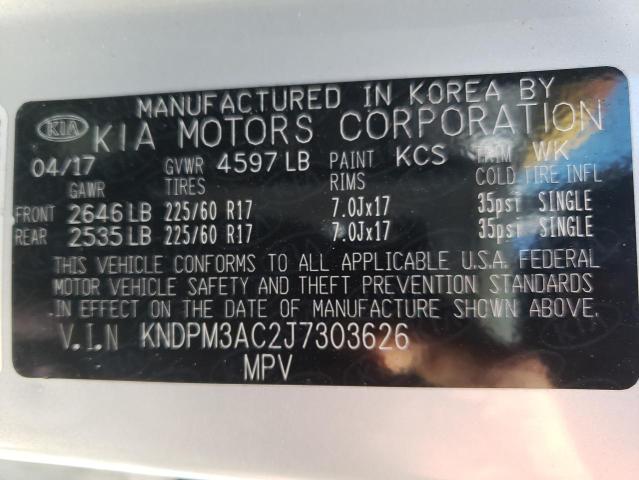 MANUFACTURED IN KOREA BY
KIA KIA MOTORS CORPORATION
04/17 GVWR 4597 LB PAINT KCS TRIM WK
GAWR TIRES RIMS COLD TIRE INFL
FRONT 2646 LB 225/60 R17 7.0Jx17 35psi SINGLE
REAR 2535 LB 225/60 R17 7.0Jx17 35psi SINGLE
THIS VEHICLE CONFORMS TO ALL APPLICABLE U.S.A. FEDERAL
MOTOR VEHICLE SAFETY AND THEFT PREVENTION STANDARDS
IN EFFECT ON THE DATE OF MANUFACTURE SHOWN ABOVE.
V.I.N KNDPM3AC2J7303626
MPV